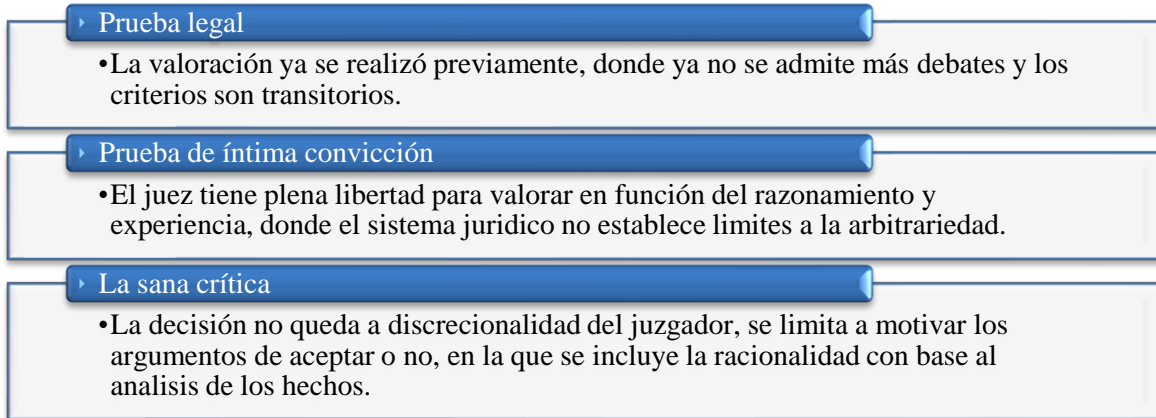 Prueba legal
•La valoración ya se realizó previamente, donde ya no se admite más debates y los
criterios son transitorios.
Prueba de íntima convicción
•El juez tiene plena libertad para valorar en función del razonamiento y
experiencia, donde el sistema juridico no establece limites a la arbitrariedad.
La sana crítica
•La decisión no queda a discrecionalidad del juzgador, se limita a motivar los
argumentos de aceptar o no, en la que se incluye la racionalidad con base al
analisis de los hechos.